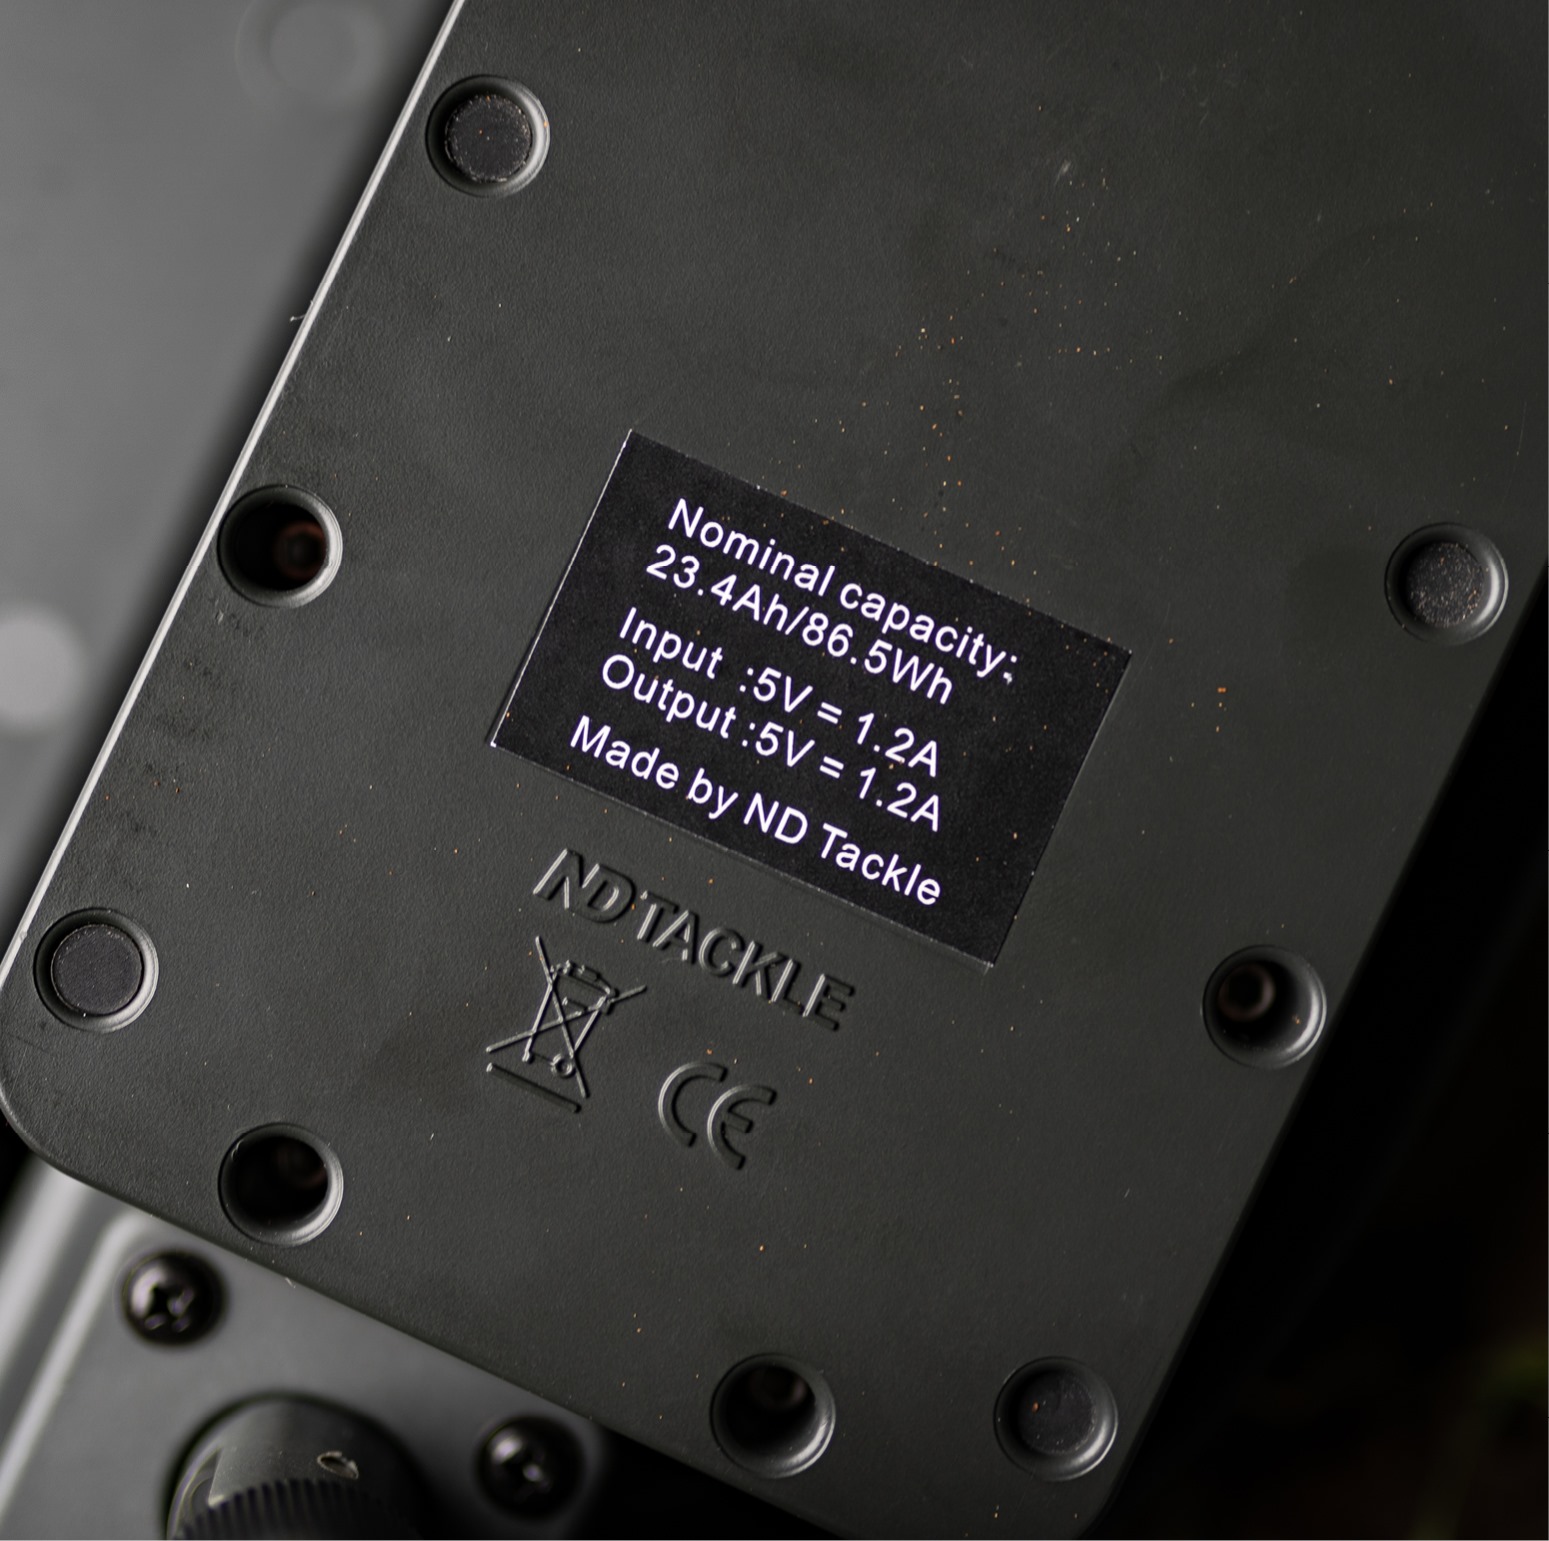 Nominal capacity:
23.4Ah/86.5Wh
Input :5V = 1.2A
Output :5V = 1.2A
Made by ND Tackle
ND TACKLE
CE